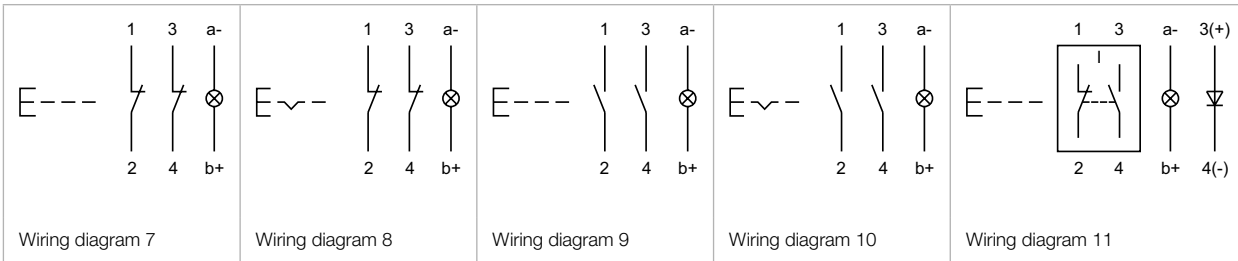 1 3 a- 1 3 a- 1 3 a- 1 3 a- 1 3 a- 3(+)
2 4 b+ 2 4 b+ 2 4 b+ 2 4 b+ 2 4 b+ 4(-)
Wiring diagram 7 Wiring diagram 8 Wiring diagram 9 Wiring diagram 10 Wiring diagram 11